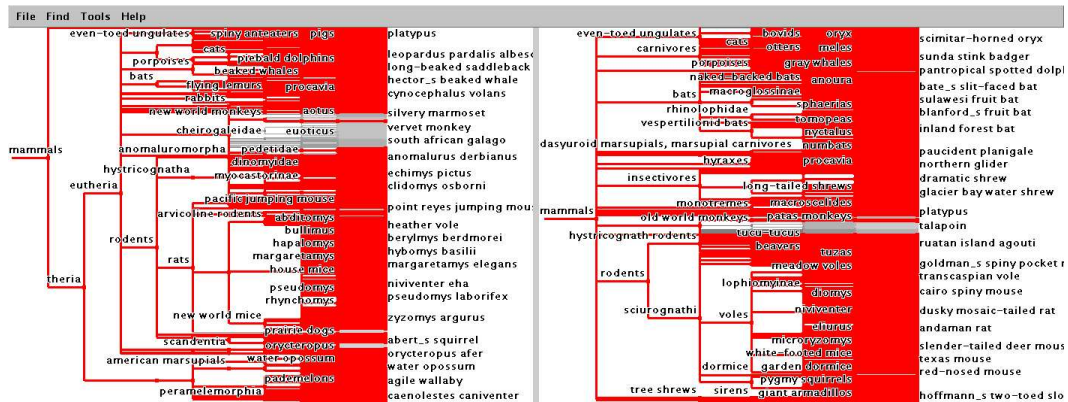 File Find Tools Help
even-toed ungulates spiny anteaters pigs platypus
cats
porpoises piebald dolphins leopardus pardalis albesc
beaked whales long-beaked saddleback
bats hector_s beaked whale
flying lemurs procavia
rabbits cynocephalus volans
new world monkeys aotus silvery marmoset
cheirogaleidae euoticus vervet monkey
south african galago
mammals anomaluromorpha pedetidae
dinomyidae anomalurus derbianus
hystricognatha
myocastorinae echimys pictus
eutheria clidomys osborni
pacific jumping mouse
arvicoline rodents abditomys point reyes jumping mous
bullimus heather vole
rodents hapalomys berylmys berdmorei
rats margaretamys hybomys basilii
house mice margaretamys elegans
theria
pseudomys niviventer eha
rhynchomys pseudomys laborifex
new world mice zyzomys argurus
prairie dogs
scandentia abert_s squirrel
orycteropus orycteropus afer
american marsupials water opossum water opossum
pademelons agile wallaby
peramelemorphia caenolestes caniventer
even-toed ungulates bovids oryx scimitar-horned oryx
cats
carnivores otters meles
porpoises gray whales sunda stink badger
naked-backed bats anoura pantropical spotted dolp
bats macroglossinae bate_s slit-faced bat
rhinolophidae sphaerias sulawesi fruit bat
vespertilionid bats tomopeas blanford_s fruit bat
nyctalus inland forest bat
dasyuroid marsupials, marsupial carnivores numbats
hyraxes procavia paucident planigale
northern glider
insectivores dramatic shrew
long-tailed shrews glacier bay water shrew
monotremes macroscelides
mammals old world monkeys patas monkeys platypus
talapoin
hystricognath rodents tucu-tucus
beavers tuzas ruatan island agouti
rodents meadow voles goldman_s spiny pocket m
lophiomyinae transcaspian vole
diomys cairo spiny mouse
sciurognathi voles niviventer dusky mosaic-tailed rat
eliurus andaman rat
microryzomys
white-footed mice slender-tailed deer mous
dormice garden dormice texas mouse
pygmy squirrels red-nosed mouse
tree shrews sirens giant armadillos hoffmann_s two-toed slo